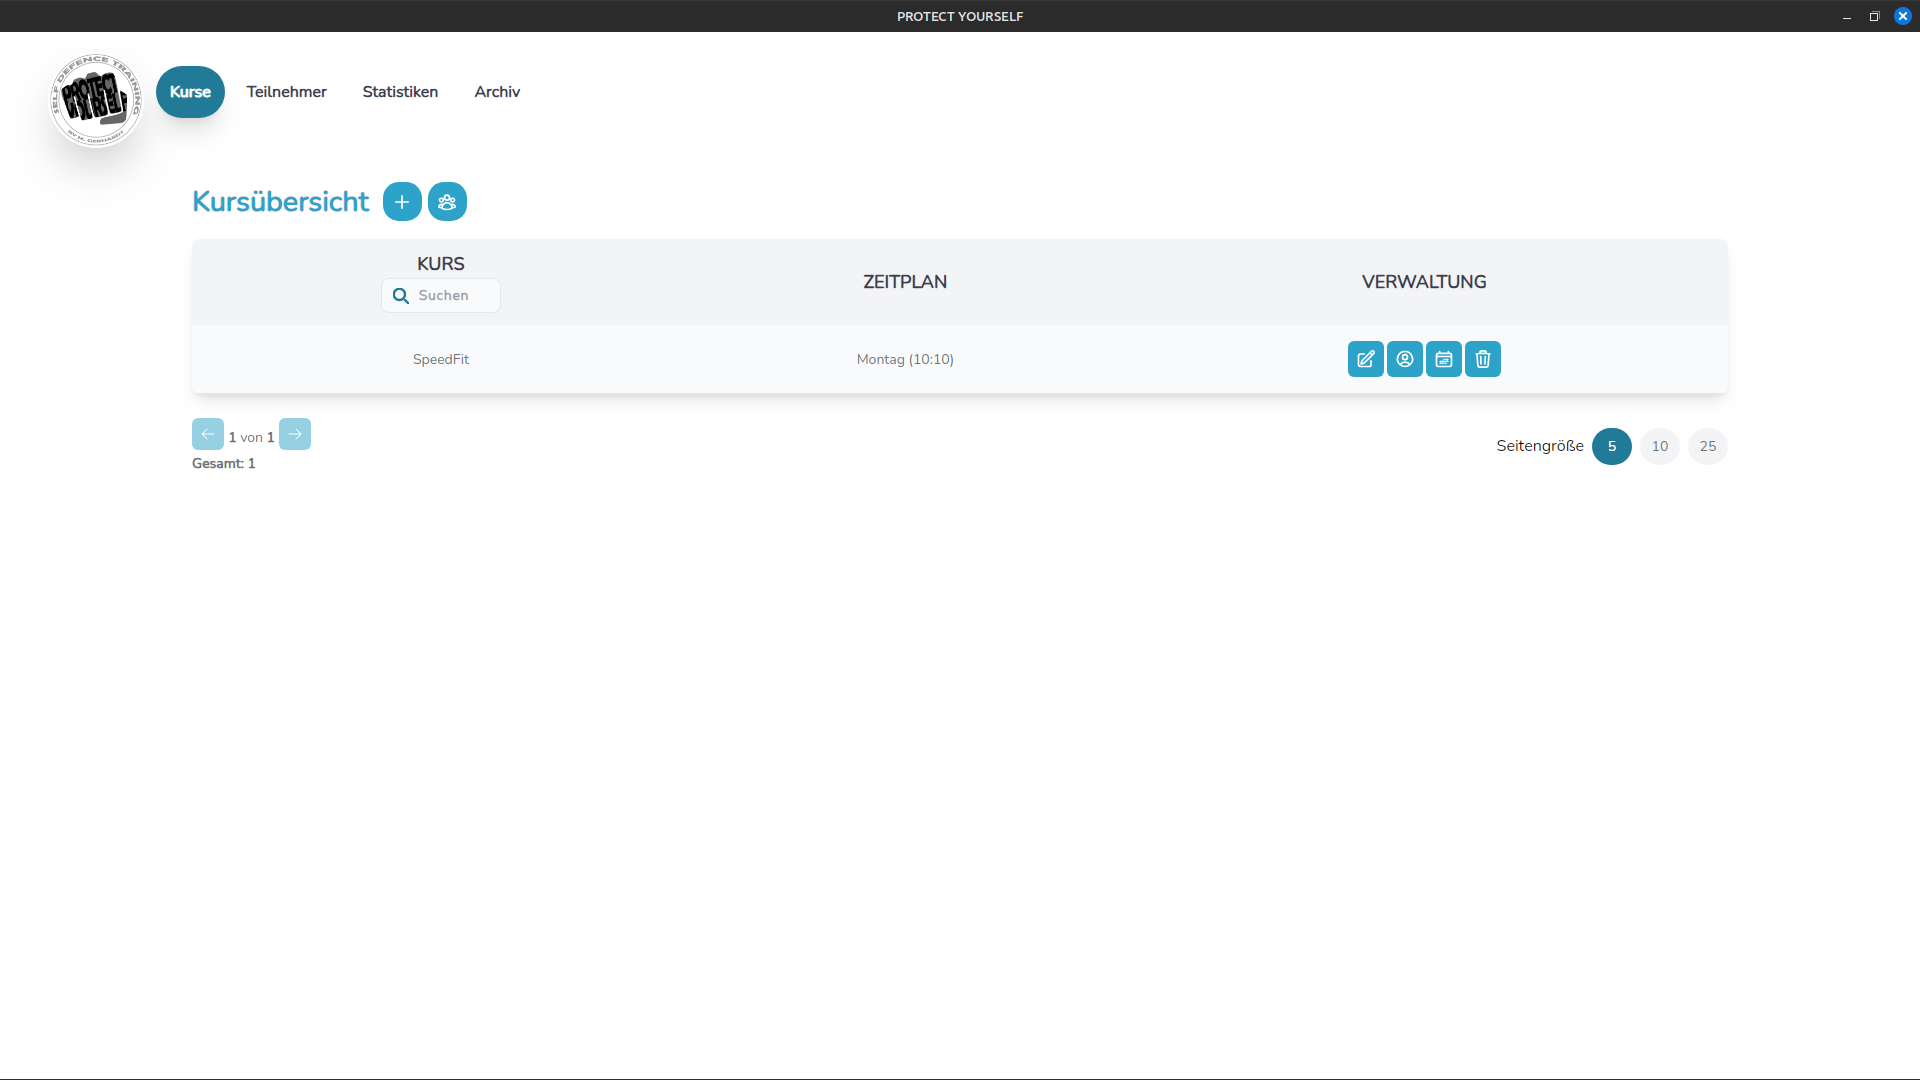 PROTECT YOURSELF
SELF DEFENCE TRAINING
PROTECT
YOURSELF
BY M. GERHARDT
Kurse
Teilnehmer
Statistiken
Archiv
Kursübersicht
KURS
ZEITPLAN
VERWALTUNG
Suchen
SpeedFit
Montag (10:10)
1 von 1
Gesamt: 1
Seitengröße
5
10
25